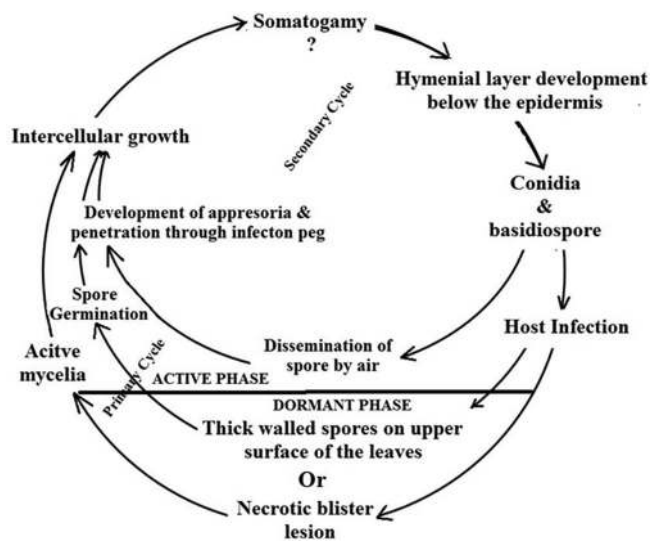 Somatogamy
?
Hymenial layer development
below the epidermis
Secondary Cycle
Intercellular growth
Conidia
&
basidiospore
Development of appresoria &
penetration through infecton peg
Spore
Germination
Host Infection
Dissemination of
spore by air
Acitve
mycelia
Primary Cycle
ACTIVE PHASE
DORMANT PHASE
Thick walled spores on upper
surface of the leaves
Or
Necrotic blister
lesion